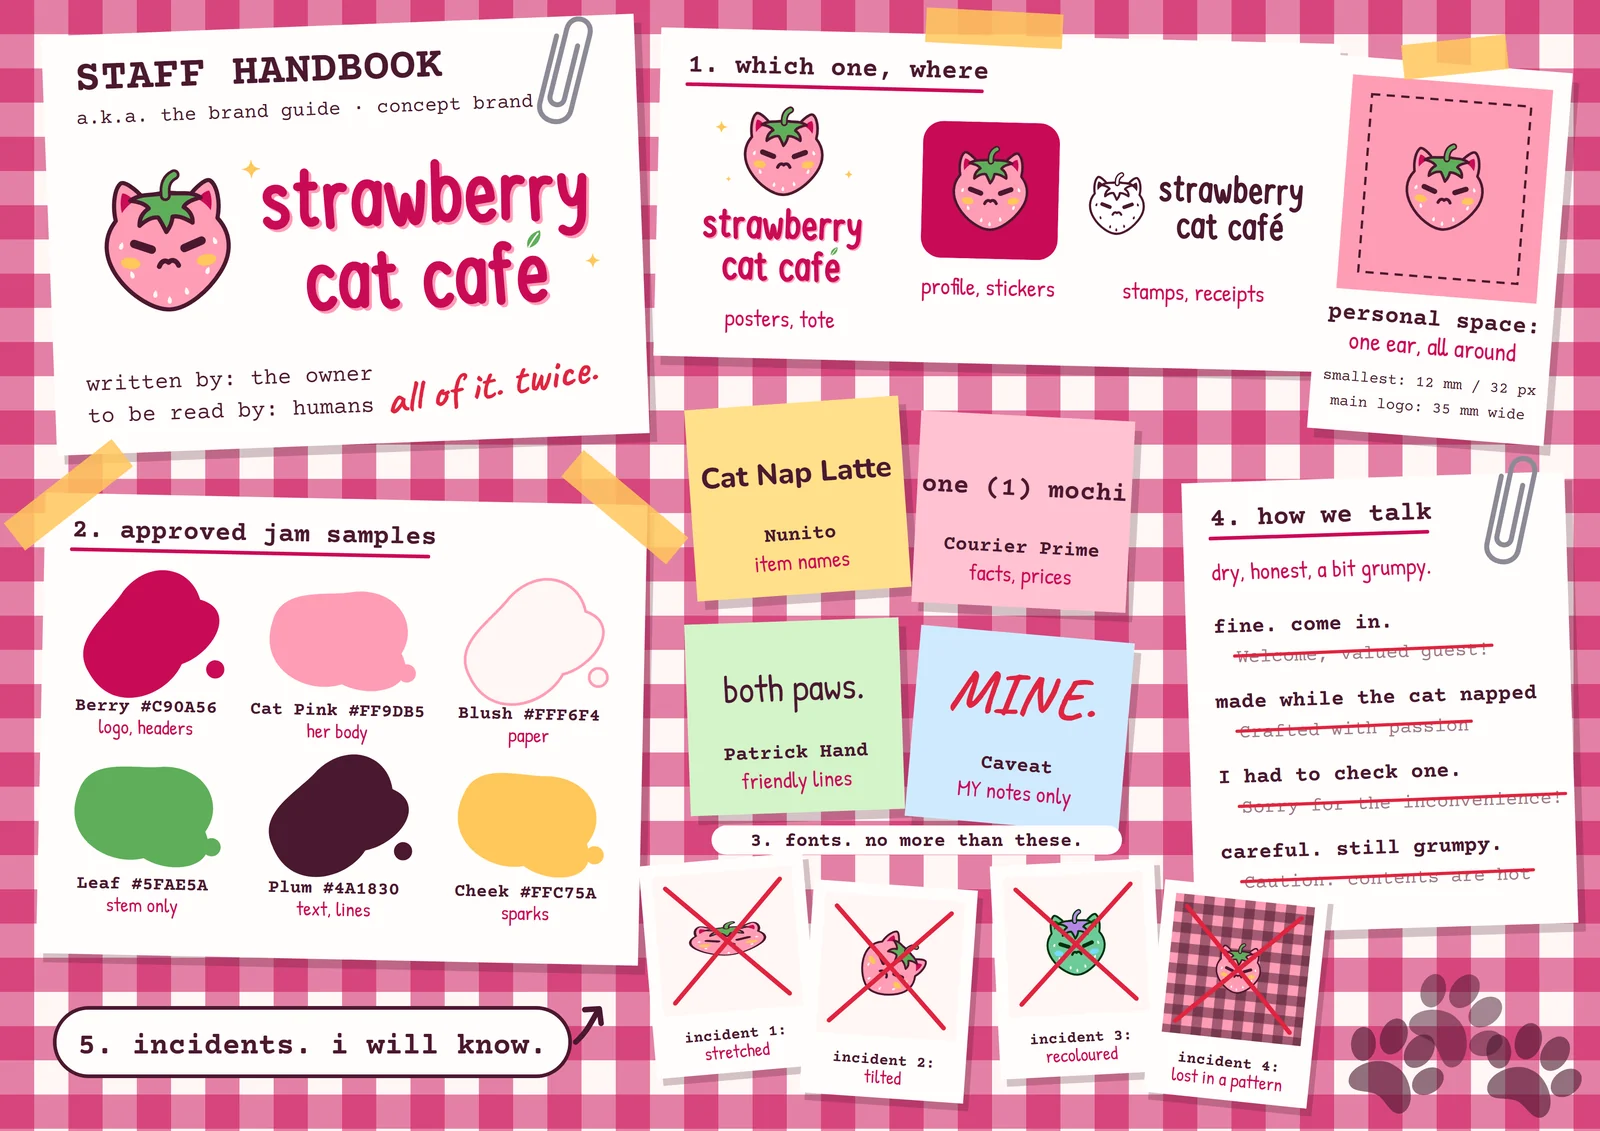 STAFF HANDBOOK
a.k.a. the brand guide · concept brand
strawberry
cat café
written by: the owner
to be read by: humans
all of it. twice.
1. which one, where
strawberry
cat café
posters, tote
profile, stickers
strawberry
cat café
stamps, receipts
personal space:
one ear, all around
smallest: 12 mm / 32 px
main logo: 35 mm wide
2. approved jam samples
Berry #C90A56
logo, headers
Cat Pink #FF9DB5
her body
Blush #FFF6F4
paper
Leaf #5FAE5A
stem only
Plum #4A1830
text, lines
Cheek #FFC75A
sparks
Cat Nap Latte
Nunito
item names
one (1) mochi
Courier Prime
facts, prices
both paws.
Patrick Hand
friendly lines
MINE.
Caveat
MY notes only
3. fonts. no more than these.
4. how we talk
dry, honest, a bit grumpy.
fine. come in.
Welcome, valued guest!
made while the cat napped
Crafted with passion
I had to check one.
Sorry for the inconvenience!
careful. still grumpy.
Caution: contents are hot
5. incidents. i will know.
incident 1:
stretched
incident 2:
tilted
incident 3:
recoloured
incident 4:
lost in a pattern